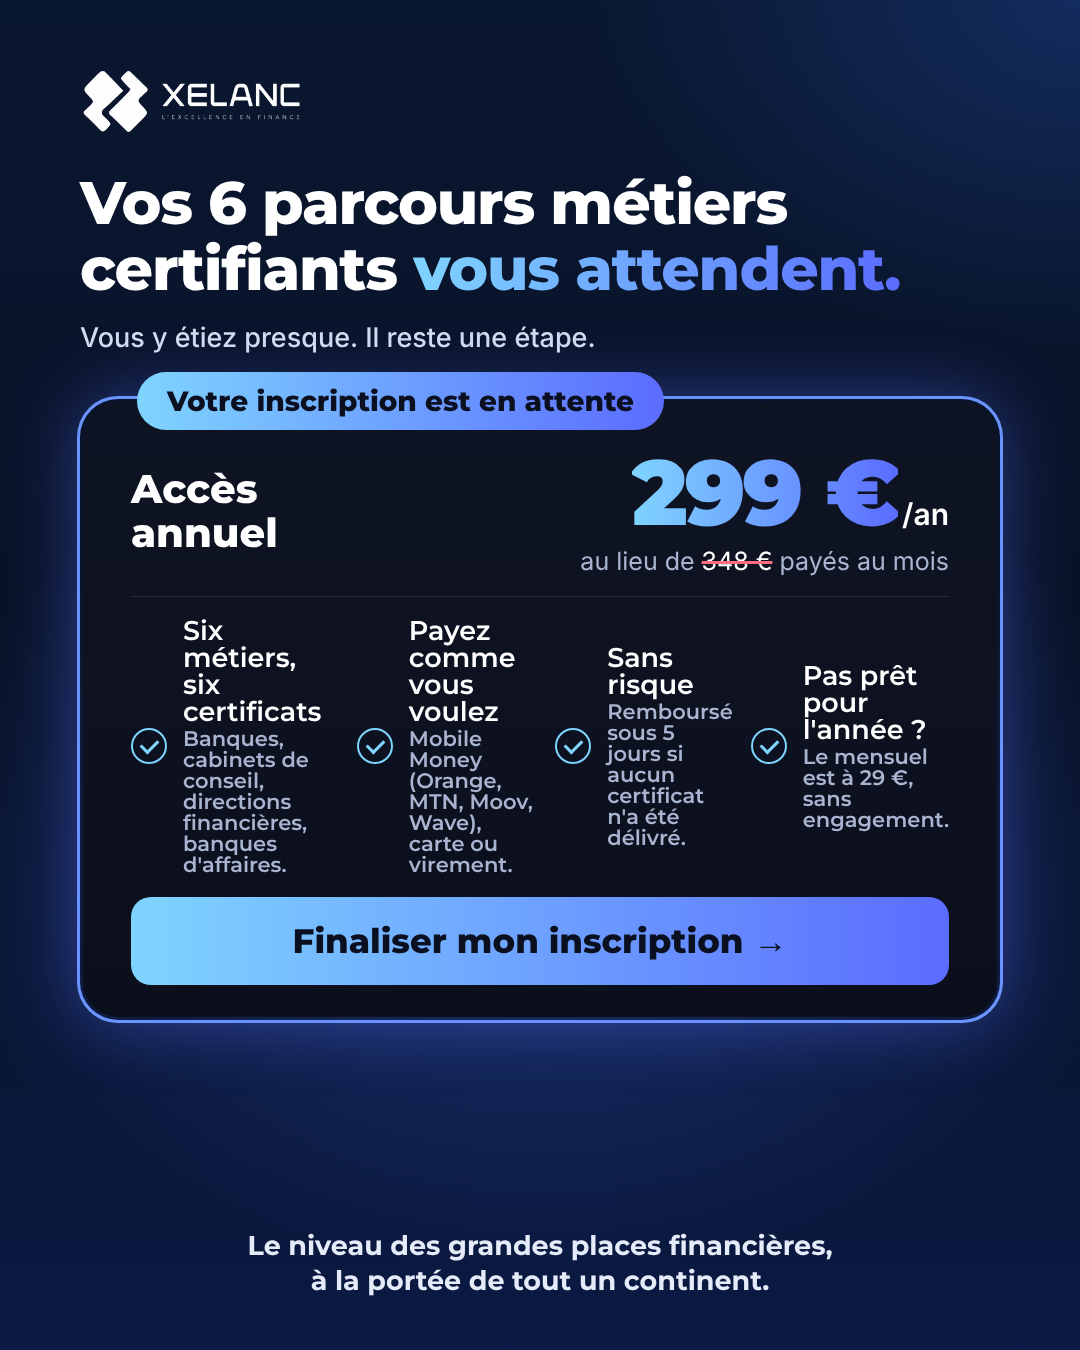 XELANC
L'EXCELLENCE EN FINANCE
Vos 6 parcours métiers
certifiants vous attendent.
Vous y étiez presque. Il reste une étape.
Votre inscription est en attente
Accès
annuel
299 €/an
au lieu de 348 € payés au mois
Six
métiers,
six
certificats
Banques,
cabinets de
conseil,
directions
financières,
banques
d'affaires.
Payez
comme
vous
voulez
Mobile
Money
(Orange,
MTN, Moov,
Wave),
carte ou
virement.
Sans
risque
Remboursé
sous 5
jours si
aucun
certificat
n'a été
délivré.
Pas prêt
pour
l'année ?
Le mensuel
est à 29 €,
sans
engagement.
Finaliser mon inscription →
Le niveau des grandes places financières,
à la portée de tout un continent.